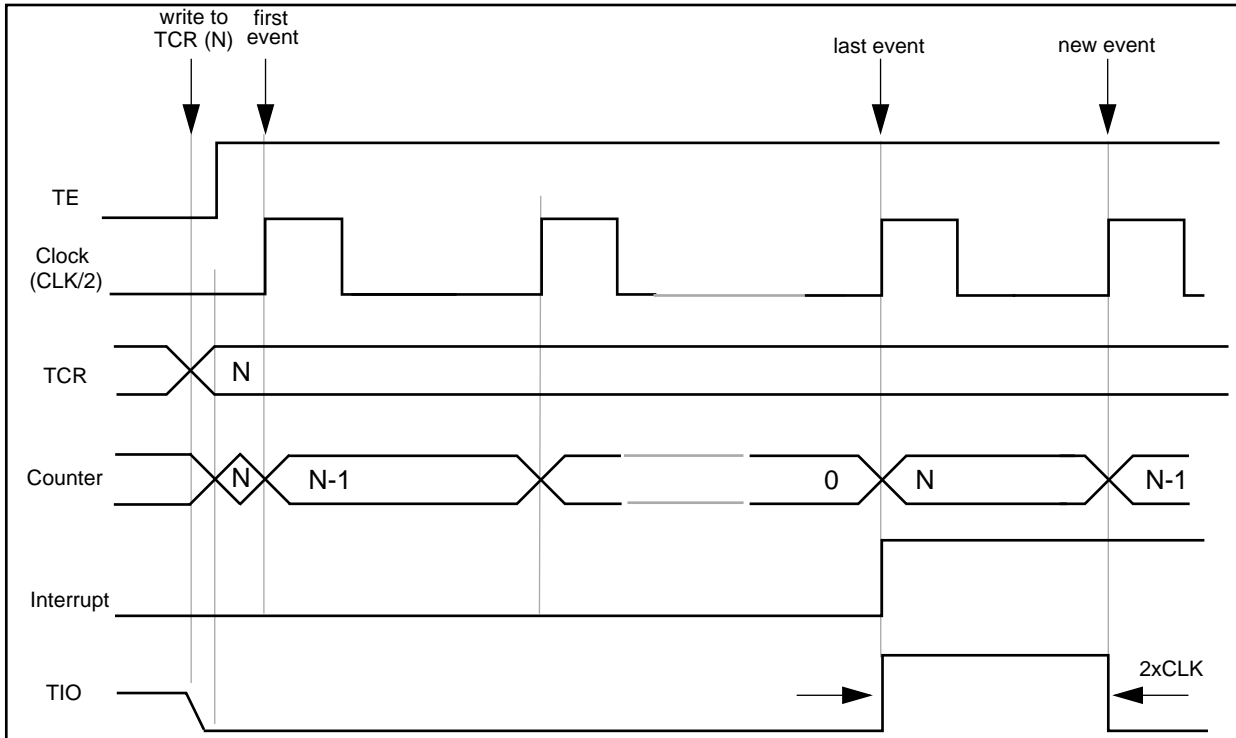 write to
TCR (N)
first
event
last event
new event
TE
Clock
(CLK/2)
TCR
N
Counter
N
N-1
0
N
N-1
Interrupt
TIO
2xCLK